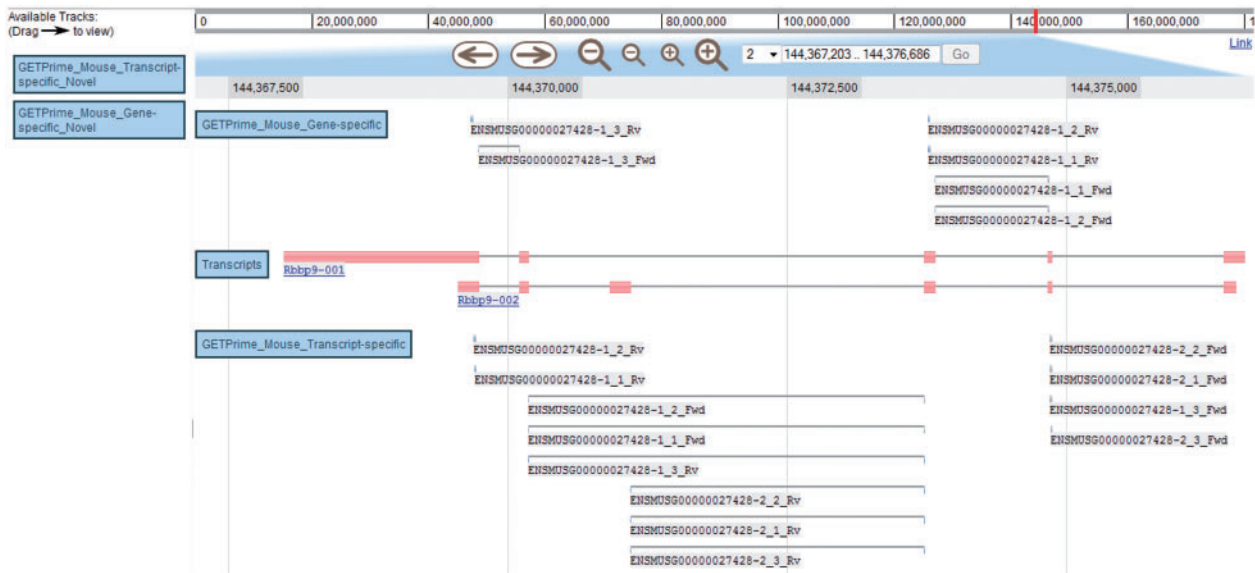 Available Tracks:
(Drag → to view)
0 20,000,000 40,000,000 60,000,000 80,000,000 100,000,000 120,000,000 140,000,000 160,000,000 1
Link
2 144,367,203 .. 144,376,686 Go
GETPrime_Mouse_Transcript-
specific_Novel
144,367,500 144,370,000 144,372,500 144,375,000
GETPrime_Mouse_Gene-
specific_Novel
GETPrime_Mouse_Gene-specific
ENSMUSG00000027428-1_3_Rv ENSMUSG00000027428-1_2_Rv
ENSMUSG00000027428-1_3_Fwd ENSMUSG00000027428-1_1_Rv
ENSMUSG00000027428-1_1_Fwd
ENSMUSG00000027428-1_2_Fwd
Transcripts
Rbbp9-001
Rbbp9-002
GETPrime_Mouse_Transcript-specific
ENSMUSG00000027428-1_2_Rv ENSMUSG00000027428-2_2_Fwd
ENSMUSG00000027428-1_1_Rv ENSMUSG00000027428-2_1_Fwd
ENSMUSG00000027428-1_2_Fwd ENSMUSG00000027428-1_3_Fwd
ENSMUSG00000027428-1_1_Fwd ENSMUSG00000027428-2_3_Fwd
ENSMUSG00000027428-1_3_Rv
ENSMUSG00000027428-2_2_Rv
ENSMUSG00000027428-2_1_Rv
ENSMUSG00000027428-2_3_Rv